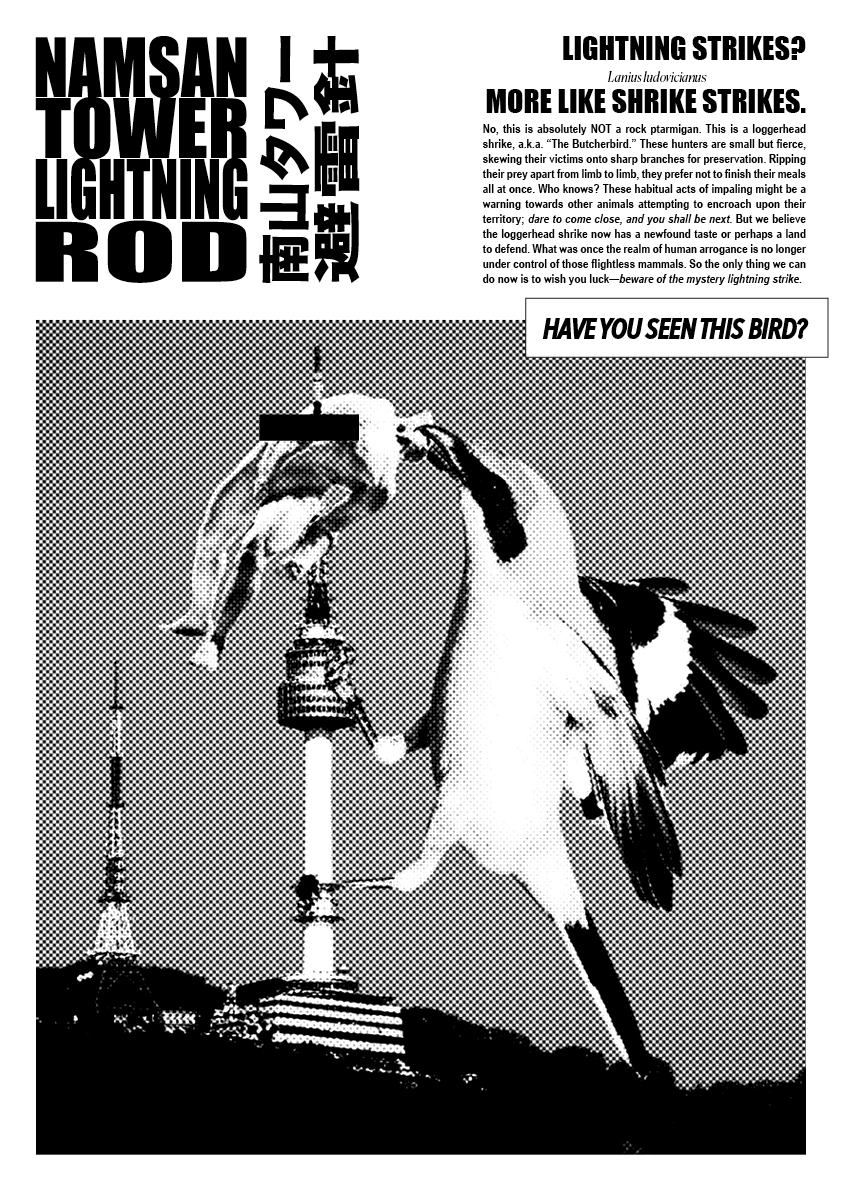 NAMSAN
TOWER
LIGHTNING
ROD
南山タワー
避雷針
LIGHTNING STRIKES?
Lanius ludovicianus
MORE LIKE SHRIKE STRIKES.
No, this is absolutely NOT a rock ptarmigan. This is a loggerhead
shrike, a.k.a. “The Butcherbird.” These hunters are small but fierce,
skewing their victims onto sharp branches for preservation. Ripping
their prey apart from limb to limb, they prefer not to finish their meals
all at once. Who knows? These habitual acts of impaling might be a
warning towards other animals attempting to encroach upon their
territory; dare to come close, and you shall be next. But we believe
the loggerhead shrike now has a newfound taste or perhaps a land
to defend. What was once the realm of human arrogance is no longer
under control of those flightless mammals. So the only thing we can
do now is to wish you luck—beware of the mystery lightning strike.
HAVE YOU SEEN THIS BIRD?